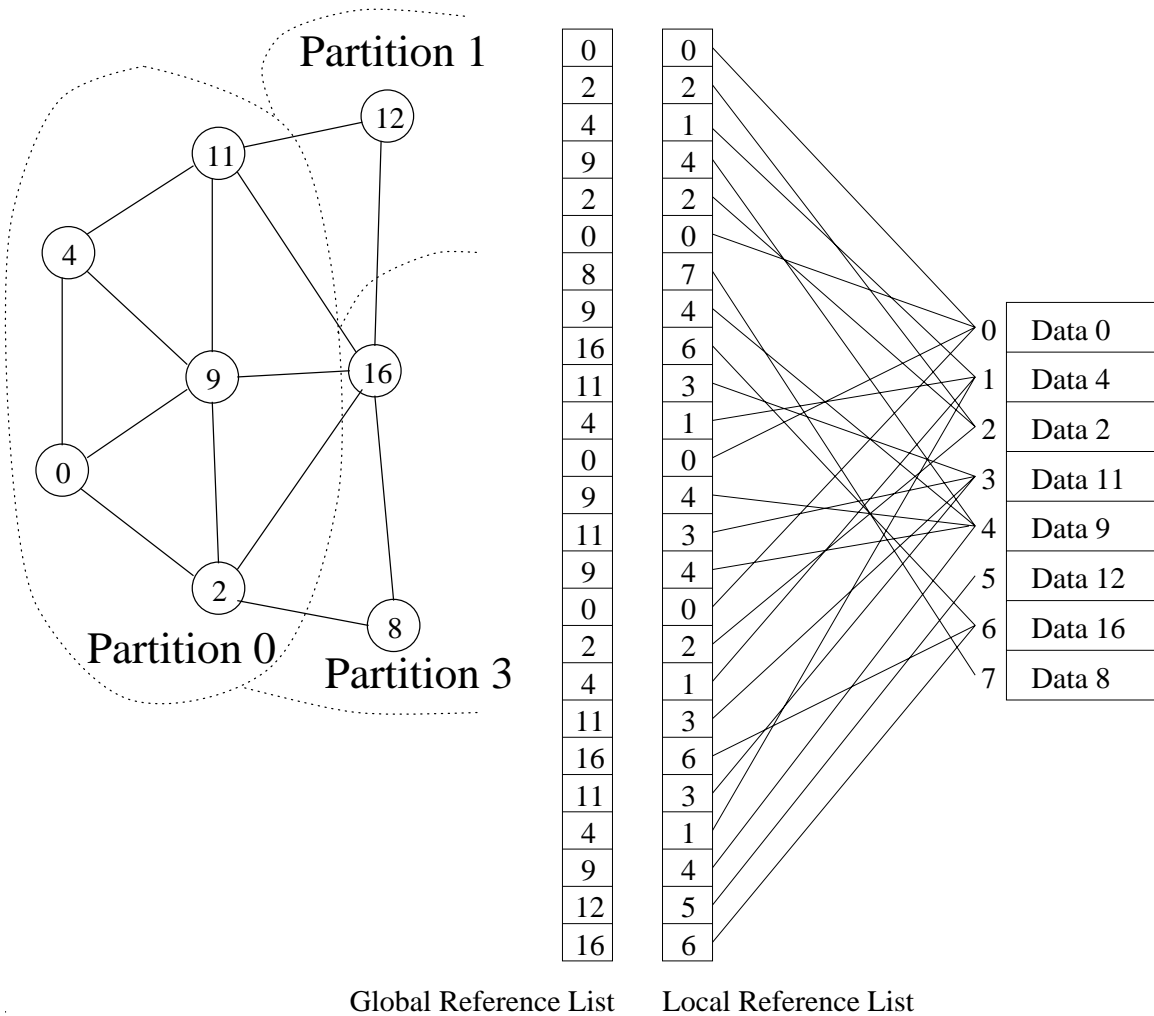 Partition 1
12
11
4
9
16
0
2
8
Partition 0
Partition 3
0 0
2 2
4 1
9 4
2 2
0 0
8 7
9 4
16 6
11 3
4 1
0 0
9 4
11 3
9 4
0 0
2 2
4 1
11 3
16 6
11 3
4 1
9 4
12 5
16 6
Global Reference List
Local Reference List
0 Data 0
1 Data 4
2 Data 2
3 Data 11
4 Data 9
5 Data 12
6 Data 16
7 Data 8